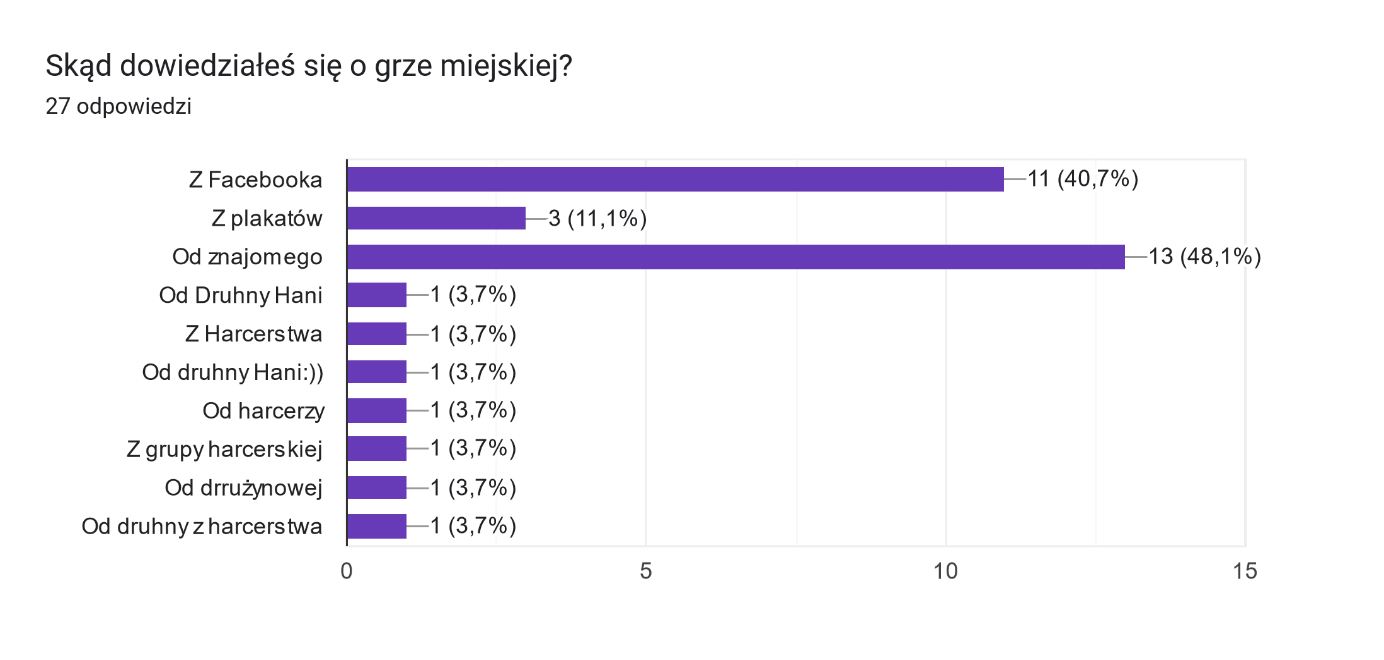 Skąd dowiedziałeś się o grze miejskiej?
27 odpowiedzi
Z Facebooka 11 (40,7%)
Z plakatów 3 (11,1%)
Od znajomego 13 (48,1%)
Od Druhny Hani 1 (3,7%)
Z Harcerstwa 1 (3,7%)
Od druhny Hani:)) 1 (3,7%)
Od harcerzy 1 (3,7%)
Z grupy harcerskiej 1 (3,7%)
Od drrużynowej 1 (3,7%)
Od druhny z harcerstwa 1 (3,7%)
0 5 10 15